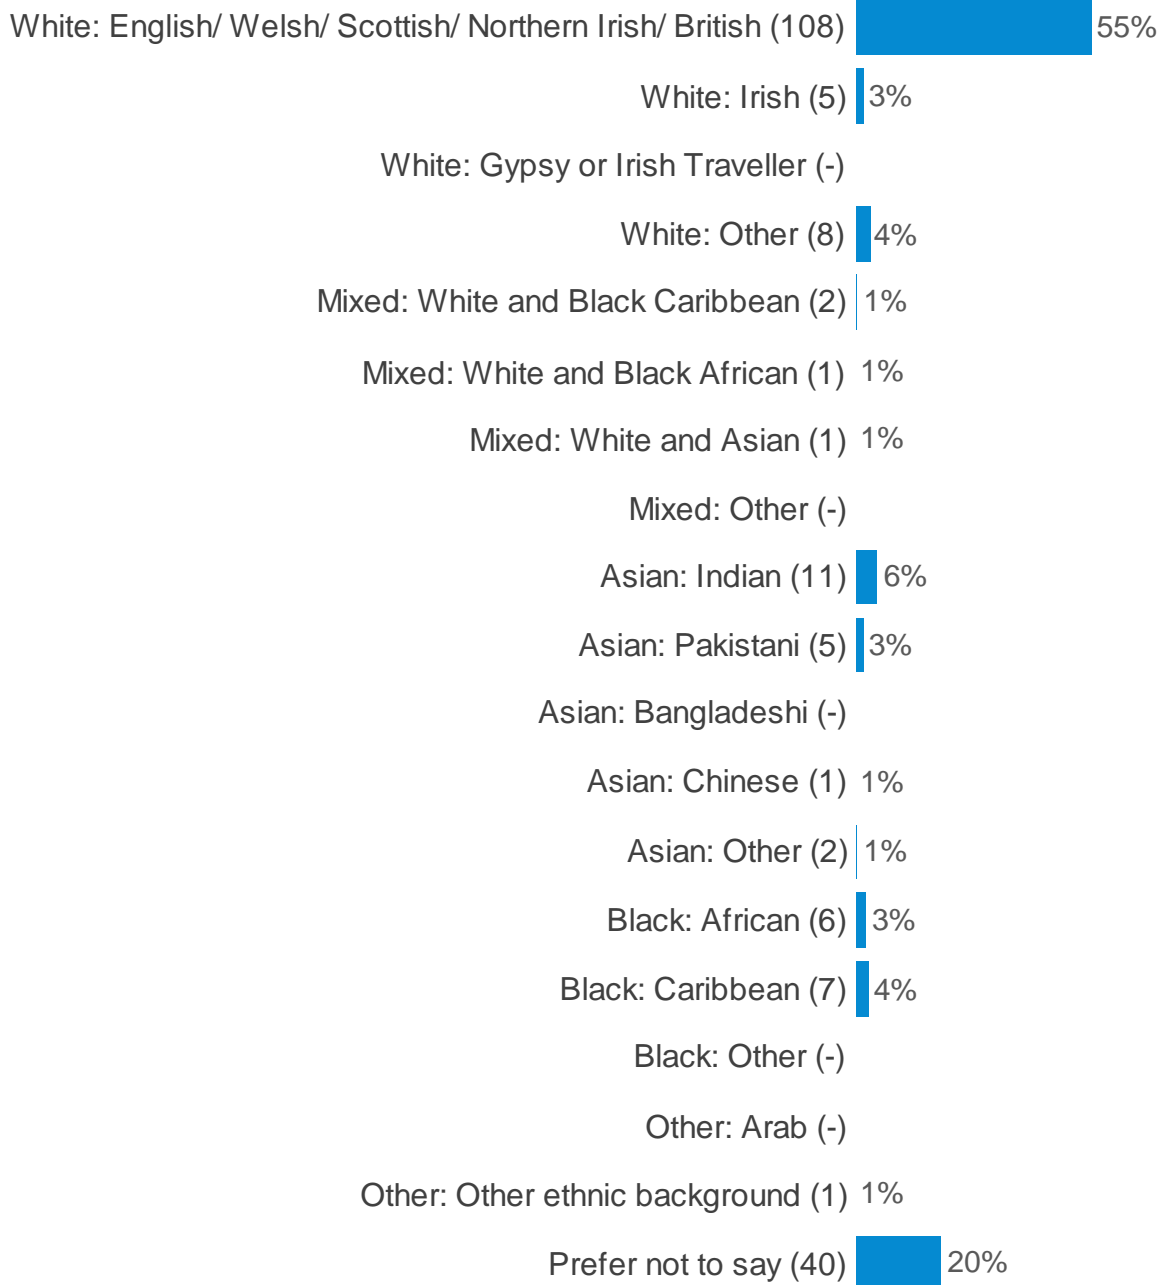 White: English/ Welsh/ Scottish/ Northern Irish/ British (108) 55%
White: Irish (5) 3%
White: Gypsy or Irish Traveller (-)
White: Other (8) 4%
Mixed: White and Black Caribbean (2) 1%
Mixed: White and Black African (1) 1%
Mixed: White and Asian (1) 1%
Mixed: Other (-)
Asian: Indian (11) 6%
Asian: Pakistani (5) 3%
Asian: Bangladeshi (-)
Asian: Chinese (1) 1%
Asian: Other (2) 1%
Black: African (6) 3%
Black: Caribbean (7) 4%
Black: Other (-)
Other: Arab (-)
Other: Other ethnic background (1) 1%
Prefer not to say (40) 20%